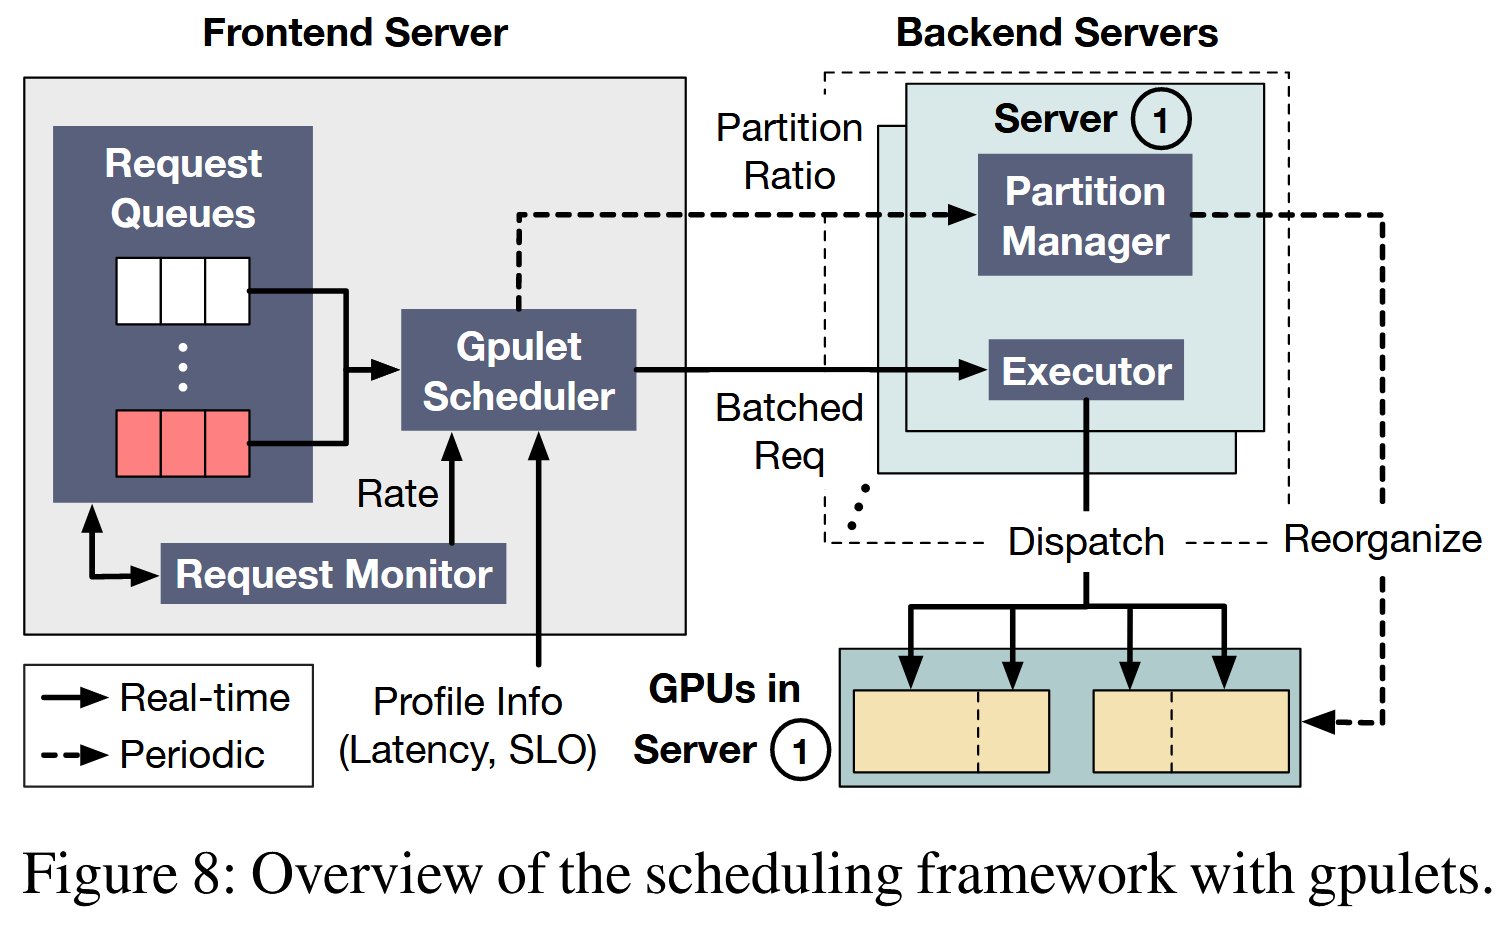 Frontend Server
Backend Servers
Request
Queues
Gpulet
Scheduler
Rate
Request Monitor
Partition
Ratio
Batched
Req
Server 1
Partition
Manager
Executor
Dispatch
Reorganize
Real-time
Periodic
Profile Info
(Latency, SLO)
GPUs in
Server 1
Figure 8: Overview of the scheduling framework with gpulets.